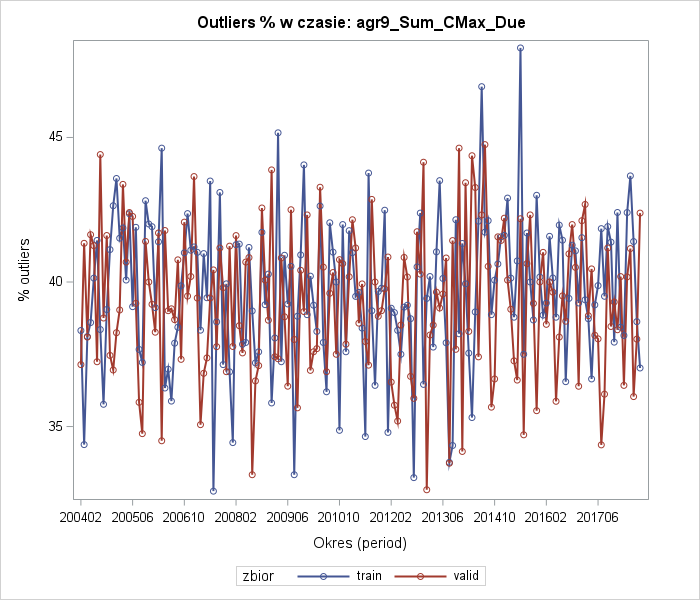 Outliers % w czasie: agr9_Sum_CMax_Due
% outliers
45
40
35
200402 200506 200610 200802 200906 201010 201202 201306 201410 201602 201706
Okres (period)
zbior train valid